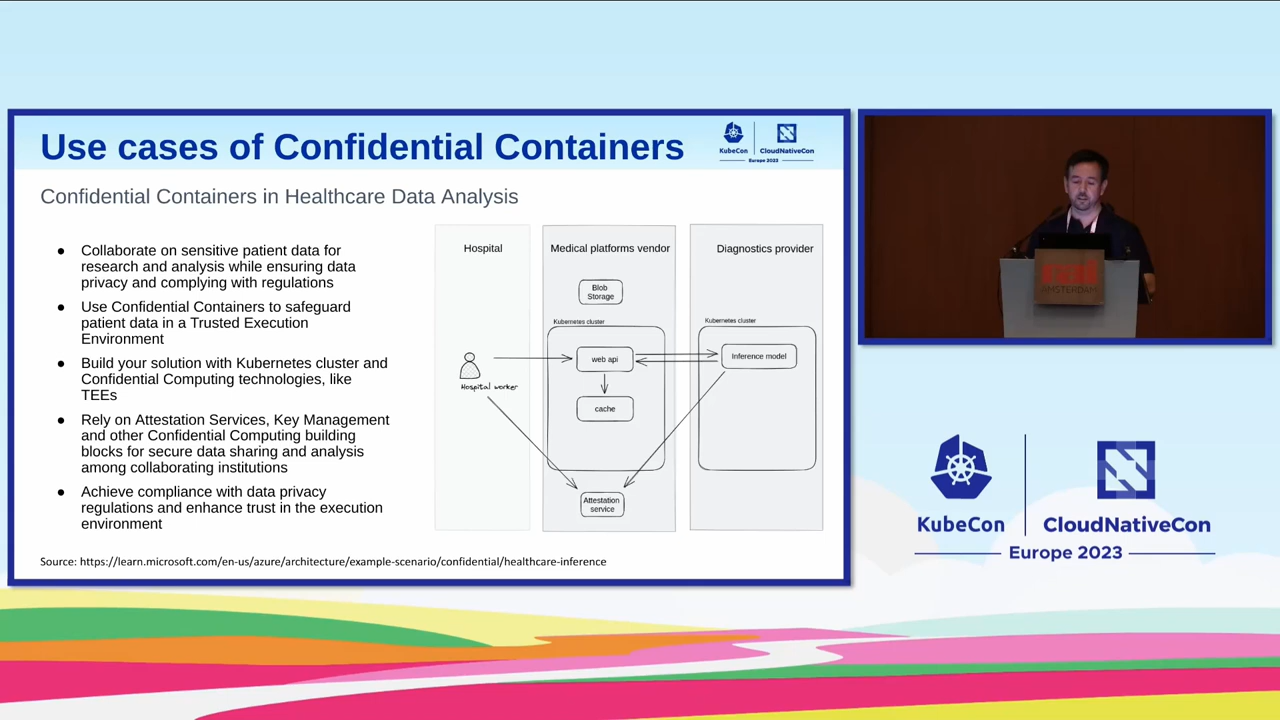 Use cases of Confidential Containers
KubeCon
CloudNativeCon
Europe 2023
Confidential Containers in Healthcare Data Analysis
● Collaborate on sensitive patient data for
research and analysis while ensuring data
privacy and complying with regulations
● Use Confidential Containers to safeguard
patient data in a Trusted Execution
Environment
● Build your solution with Kubernetes cluster and
Confidential Computing technologies, like
TEEs
● Rely on Attestation Services, Key Management
and other Confidential Computing building
blocks for secure data sharing and analysis
among collaborating institutions
● Achieve compliance with data privacy
regulations and enhance trust in the execution
environment
Hospital
Hospital worker
Medical platforms vendor
Blob
Storage
Kubernetes cluster
web api
cache
Attestation
service
Diagnostics provider
Kubernetes cluster
Inference model
Source: https://learn.microsoft.com/en-us/azure/architecture/example-scenario/confidential/healthcare-inference
rai
AMSTERDAM
KubeCon
CloudNativeCon
Europe 2023